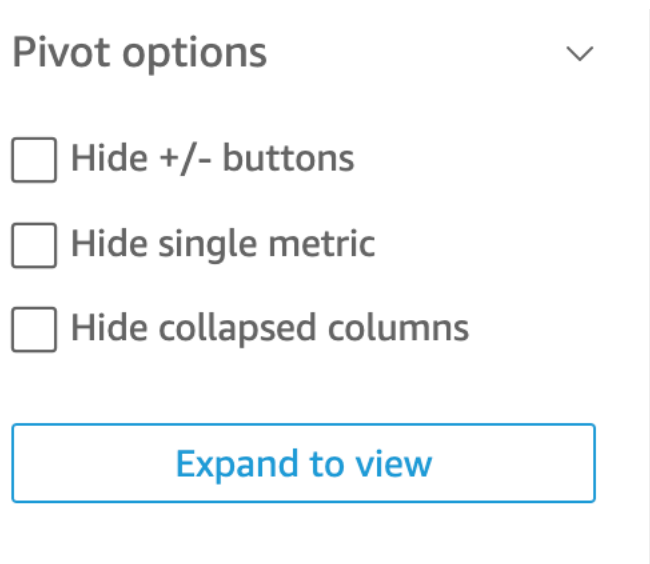 Pivot options
Hide +/- buttons
Hide single metric
Hide collapsed columns
Expand to view